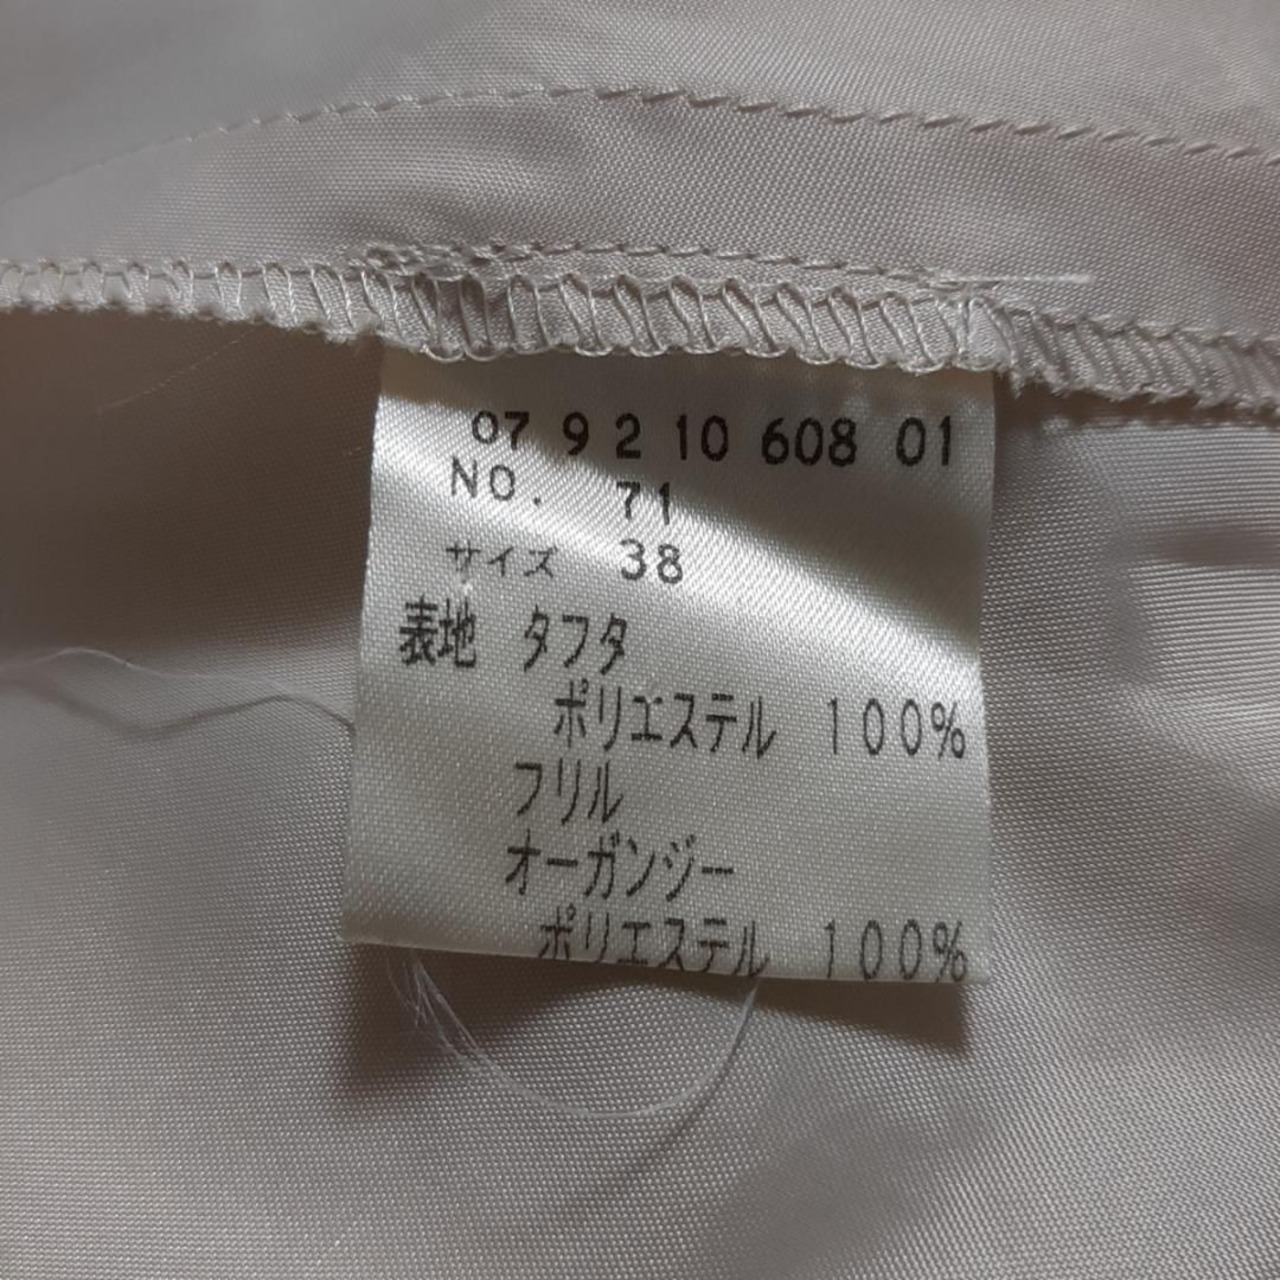 07 9 2 10 608 01
NO. 71
サイズ 38
表地 タフタ
ポリエステル 100%
フリル
オーガンジー
ポリエステル 100%